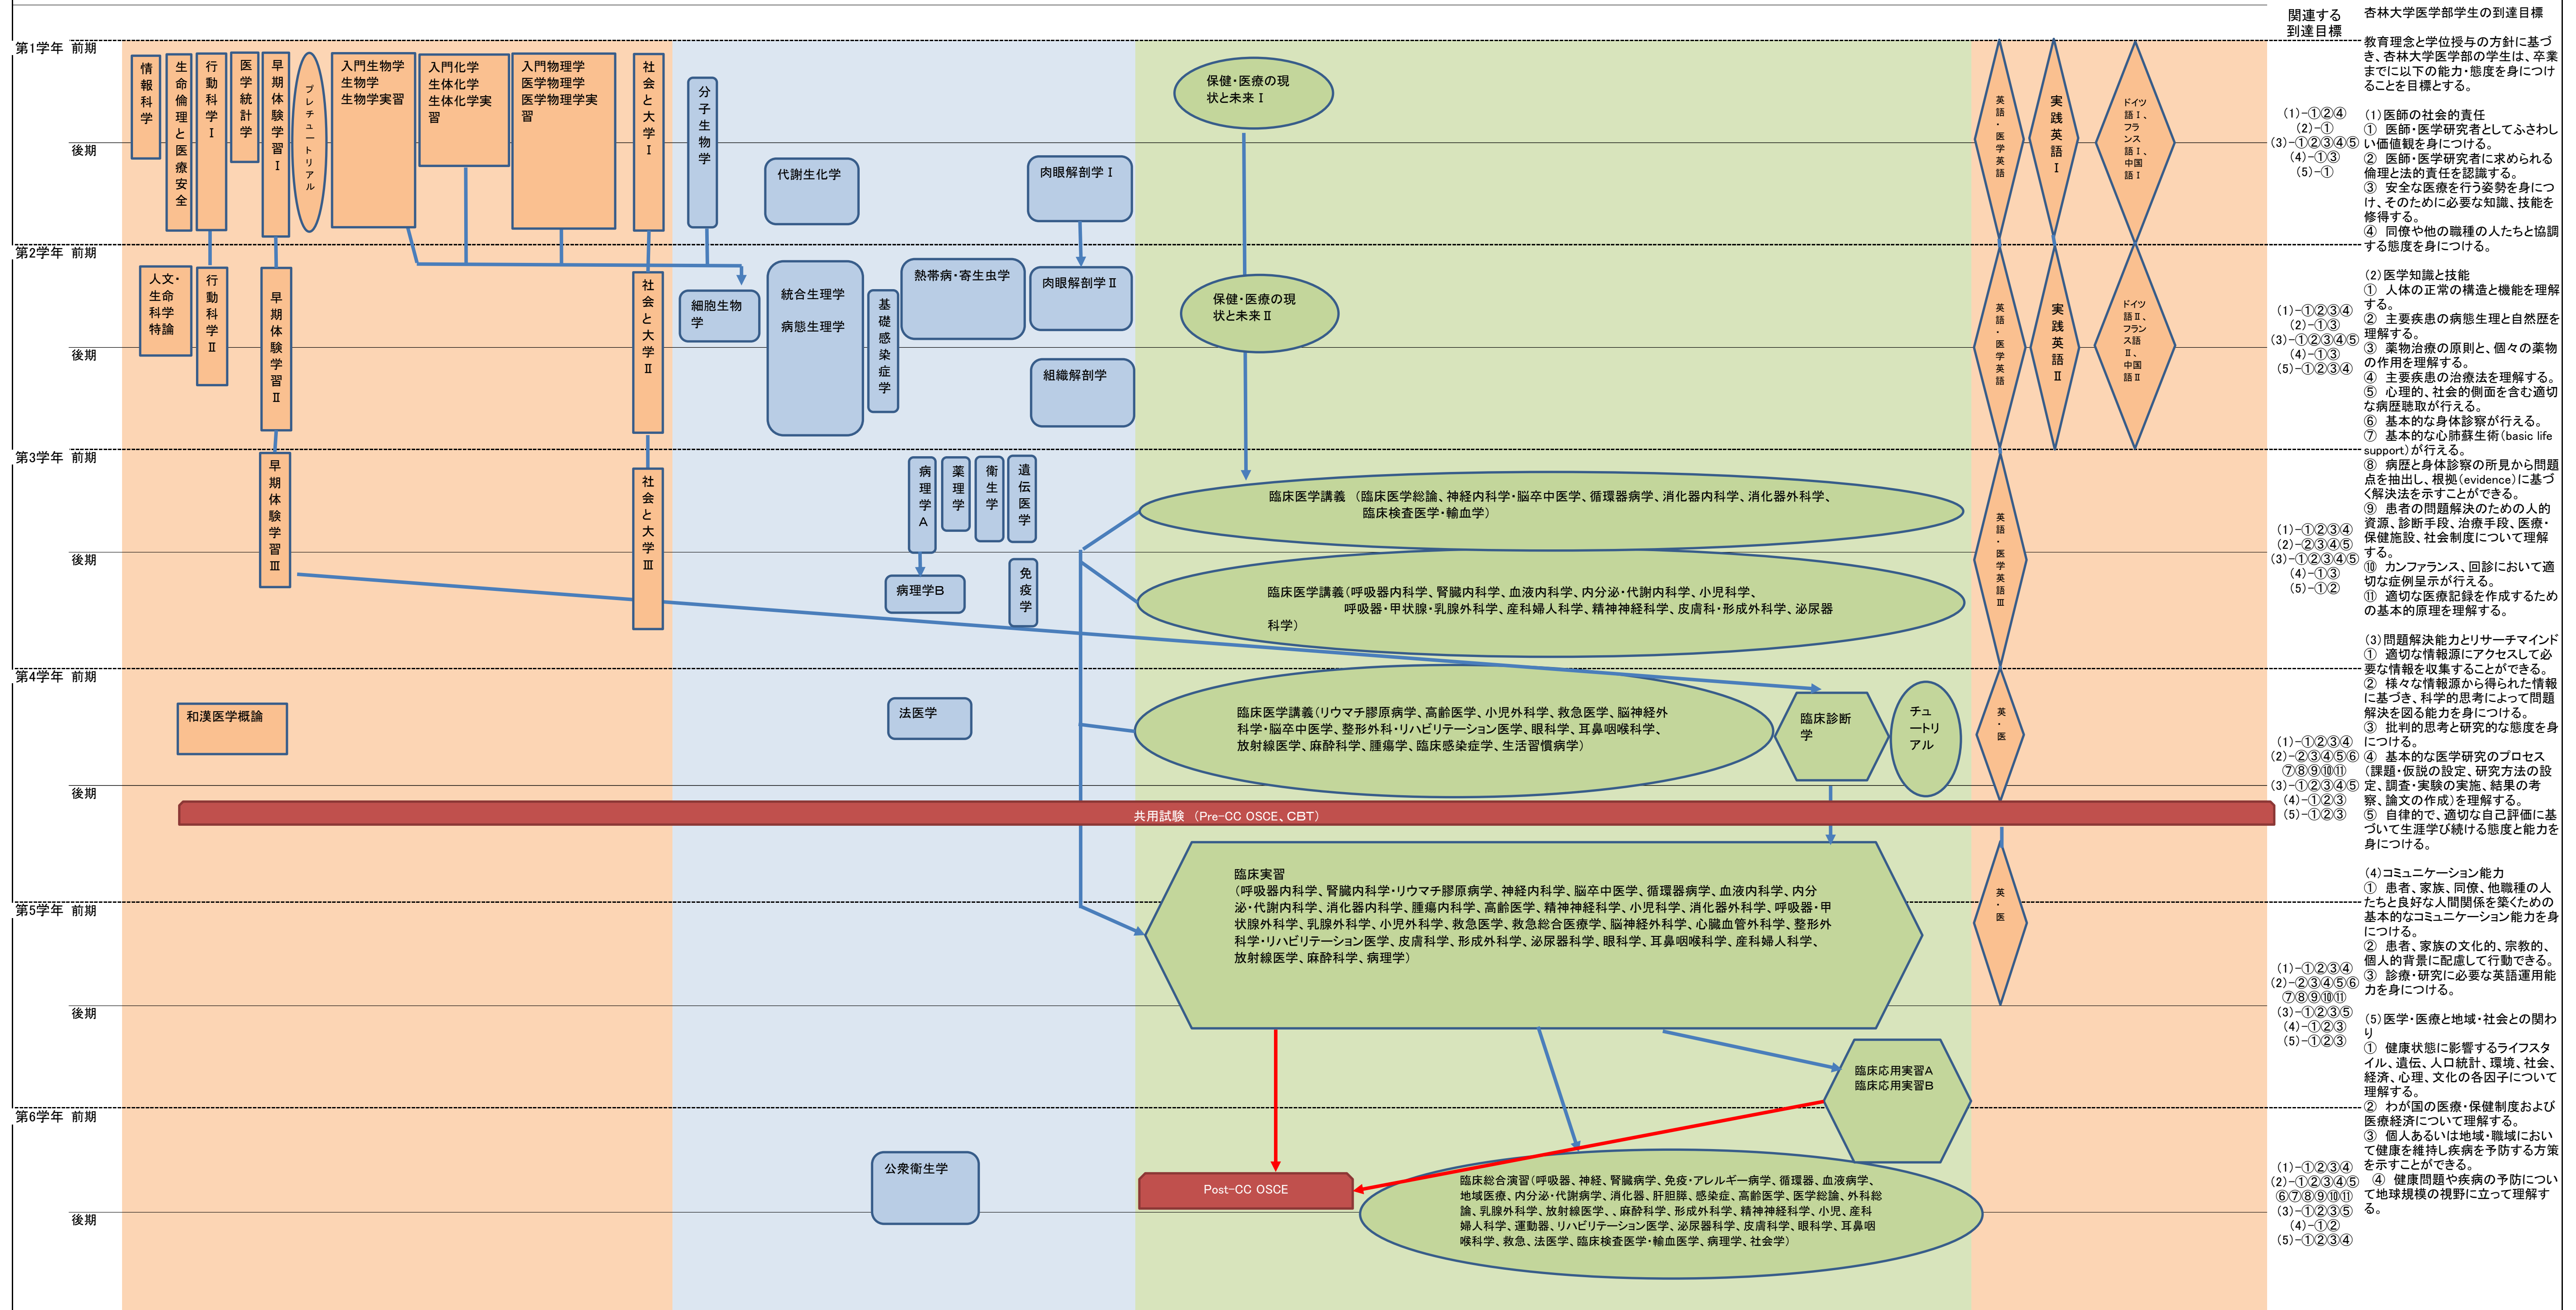 関連する
到達目標
杏林大学医学部学生の到達目標
教育理念と学位授与の方針に基づ
き、杏林大学医学部の学生は、卒業
までに以下の能力・態度を身につけ
ることを目標とする。
第1学年 前期
情報科学
生命倫理と医療安全
行動科学Ⅰ
医学統計学
早期体験学習Ⅰ
プレチュートリアル
入門生物学
生物学
生物学実習
入門化学
生体化学
生体化学実
習
入門物理学
医学物理学
医学物理学実
習
社会と大学Ⅰ
分子生物学
保健・医療の現
状と未来Ⅰ
英語・医学英語
実践英語Ⅰ
ドイツ
語Ⅰ、
フラ
ンス
語Ⅰ、
中国
語Ⅰ
後期
代謝生化学
肉眼解剖学Ⅰ
(1)-①②④
(2)-①
(3)-①②③④⑤
(4)-①③
(5)-①
第2学年 前期
人文・
生命
科学
特論
行動科学Ⅱ
早期体験学習Ⅱ
社会と大学Ⅱ
細胞生物
学
統合生理学
病態生理学
基礎感染症学
熱帯病・寄生虫学
肉眼解剖学Ⅱ
保健・医療の現
状と未来Ⅱ
英語・医学英語
実践英語Ⅱ
ドイツ
語Ⅱ、
フラン
ス語
Ⅱ、
中国
語Ⅱ
後期
組織解剖学
(1)-①②③④
(2)-①③
(3)-①②③④⑤
(4)-①③
(5)-①②③④
第3学年 前期
早期体験学習Ⅲ
社会と大学Ⅲ
病理学A
薬理学
衛生学
遺伝医学
臨床医学講義 (臨床医学総論、神経内科学・脳卒中医学、循環器病学、消化器内科学、消化器外科学、
臨床検査医学・輸血学)
英語・医学英語Ⅲ
後期
病理学B
免疫学
臨床医学講義(呼吸器内科学、腎臓内科学、血液内科学、内分泌・代謝内科学、小児科学、
呼吸器・甲状腺・乳腺外科学、産科婦人科学、精神神経科学、皮膚科・形成外科学、泌尿器
科学)
(1)-①②③④
(2)-②③④⑤
(3)-①②③④⑤
(4)-①③
(5)-①②
第4学年 前期
和漢医学概論
法医学
臨床医学講義(リウマチ膠原病学、高齢医学、小児外科学、救急医学、脳神経外
科学・脳卒中医学、整形外科・リハビリテーション医学、眼科学、耳鼻咽喉科学、
放射線医学、麻酔科学、腫瘍学、臨床感染症学、生活習慣病学)
臨床診断
学
チュ
ートリ
アル
英・医
(1)-①②③④
(2)-②③④⑤⑥
⑦⑧⑨⑩⑪
(3)-①②③④⑤
(4)-①②③
(5)-①②③
後期
共用試験 (Pre-CC OSCE、CBT)
臨床実習
(呼吸器内科学、腎臓内科学・リウマチ膠原病学、神経内科学、脳卒中医学、循環器病学、血液内科学、内分
泌・代謝内科学、消化器内科学、腫瘍内科学、高齢医学、精神神経科学、小児科学、消化器外科学、呼吸器・甲
状腺外科学、乳腺外科学、小児外科学、救急医学、救急総合医療学、脳神経外科学、心臓血管外科学、整形外
科学・リハビリテーション医学、皮膚科学、形成外科学、泌尿器科学、眼科学、耳鼻咽喉科学、産科婦人科学、
放射線医学、麻酔科学、病理学)
英・医
第5学年 前期
後期
(1)-①②③④
(2)-②③④⑤⑥
⑦⑧⑨⑩⑪
(3)-①②③⑤
(4)-①②③
(5)-①②③
臨床応用実習A
臨床応用実習B
第6学年 前期
公衆衛生学
Post-CC OSCE
臨床総合演習(呼吸器、神経、腎臓病学、免疫・アレルギー病学、循環器、血液病学、
地域医療、内分泌・代謝病学、消化器、肝胆膵、感染症、高齢医学、医学総論、外科総
論、乳腺外科学、放射線医学、、麻酔科学、形成外科学、精神神経科学、小児、産科
婦人科学、運動器、リハビリテーション医学、泌尿器科学、皮膚科学、眼科学、耳鼻咽
喉科学、救急、法医学、臨床検査医学・輸血医学、病理学、社会学)
後期
(1)-①②③④
(2)-①②③④⑤
⑥⑦⑧⑨⑩⑪
(3)-①②③⑤
(4)-①②
(5)-①②③④
(1)医師の社会的責任
① 医師・医学研究者としてふさわし
い価値観を身につける。
② 医師・医学研究者に求められる
倫理と法的責任を認識する。
③ 安全な医療を行う姿勢を身につ
け、そのために必要な知識、技能を
修得する。
④ 同僚や他の職種の人たちと協調
する態度を身につける。
(2)医学知識と技能
① 人体の正常の構造と機能を理解
する。
② 主要疾患の病態生理と自然歴を
理解する。
③ 薬物治療の原則と、個々の薬物
の作用を理解する。
④ 主要疾患の治療法を理解する。
⑤ 心理的、社会的側面を含む適切
な病歴聴取が行える。
⑥ 基本的な身体診察が行える。
⑦ 基本的な心肺蘇生術(basic life
support)が行える。
⑧ 病歴と身体診察の所見から問題
点を抽出し、根拠(evidence)に基づ
く解決法を示すことができる。
⑨ 患者の問題解決のための人的
資源、診断手段、治療手段、医療・
保健施設、社会制度について理解
する。
⑩ カンファランス、回診において適
切な症例呈示が行える。
⑪ 適切な医療記録を作成するため
の基本的原理を理解する。
(3)問題解決能力とリサーチマインド
① 適切な情報源にアクセスして必
要な情報を収集することができる。
② 様々な情報源から得られた情報
に基づき、科学的思考によって問題
解決を図る能力を身につける。
③ 批判的思考と研究的な態度を身
につける。
④ 基本的な医学研究のプロセス
(課題・仮説の設定、研究方法の設
定、調査・実験の実施、結果の考
察、論文の作成)を理解する。
⑤ 自律的で、適切な自己評価に基
づいて生涯学び続ける態度と能力を
身につける。
(4)コミュニケーション能力
① 患者、家族、同僚、他職種の人
たちと良好な人間関係を築くための
基本的なコミュニケーション能力を身
につける。
② 患者、家族の文化的、宗教的、
個人的背景に配慮して行動できる。
③ 診療・研究に必要な英語運用能
力を身につける。
(5)医学・医療と地域・社会との関わ
り
① 健康状態に影響するライフスタ
イル、遺伝、人口統計、環境、社会、
経済、心理、文化の各因子について
理解する。
② わが国の医療・保健制度および
医療経済について理解する。
③ 個人あるいは地域・職域におい
て健康を維持し疾病を予防する方策
を示すことができる。
④ 健康問題や疾病の予防につい
て地球規模の視野に立って理解す
る。